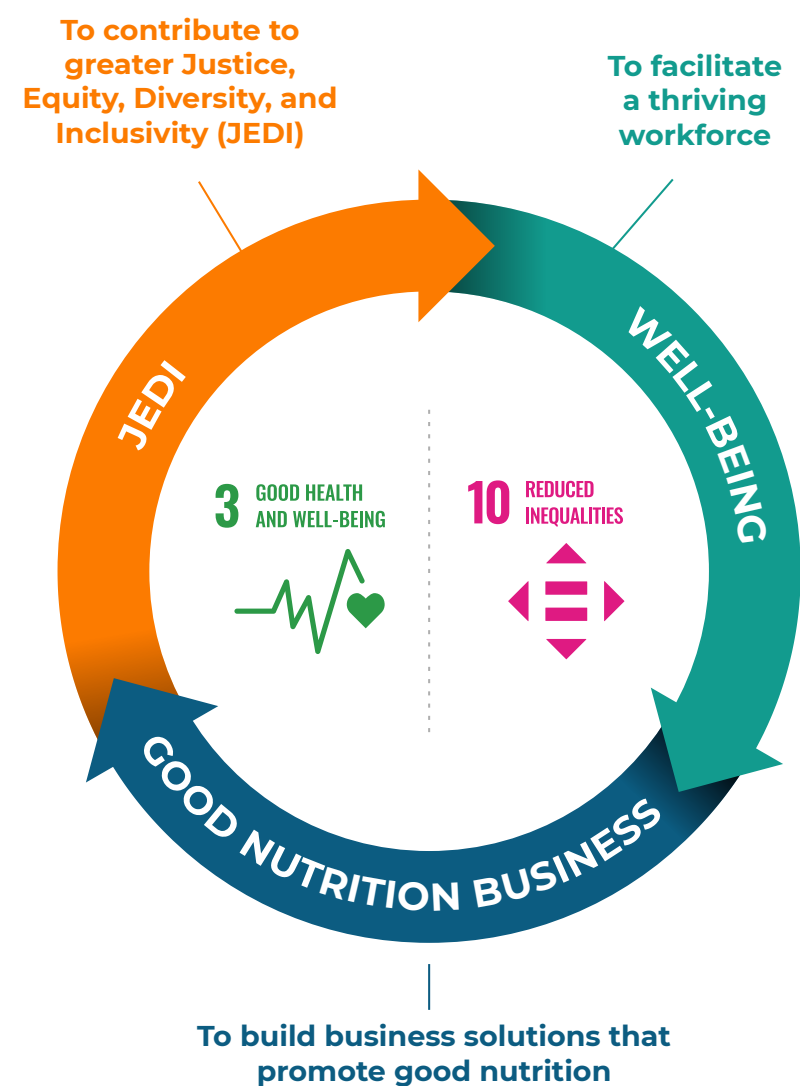 To contribute to
greater Justice,
Equity, Diversity, and
Inclusivity (JEDI)
To facilitate
a thriving
workforce
JEDI
WELL-BEING
3 GOOD HEALTH
AND WELL-BEING
10 REDUCED
INEQUALITIES
GOOD NUTRITION BUSINESS
To build business solutions that
promote good nutrition